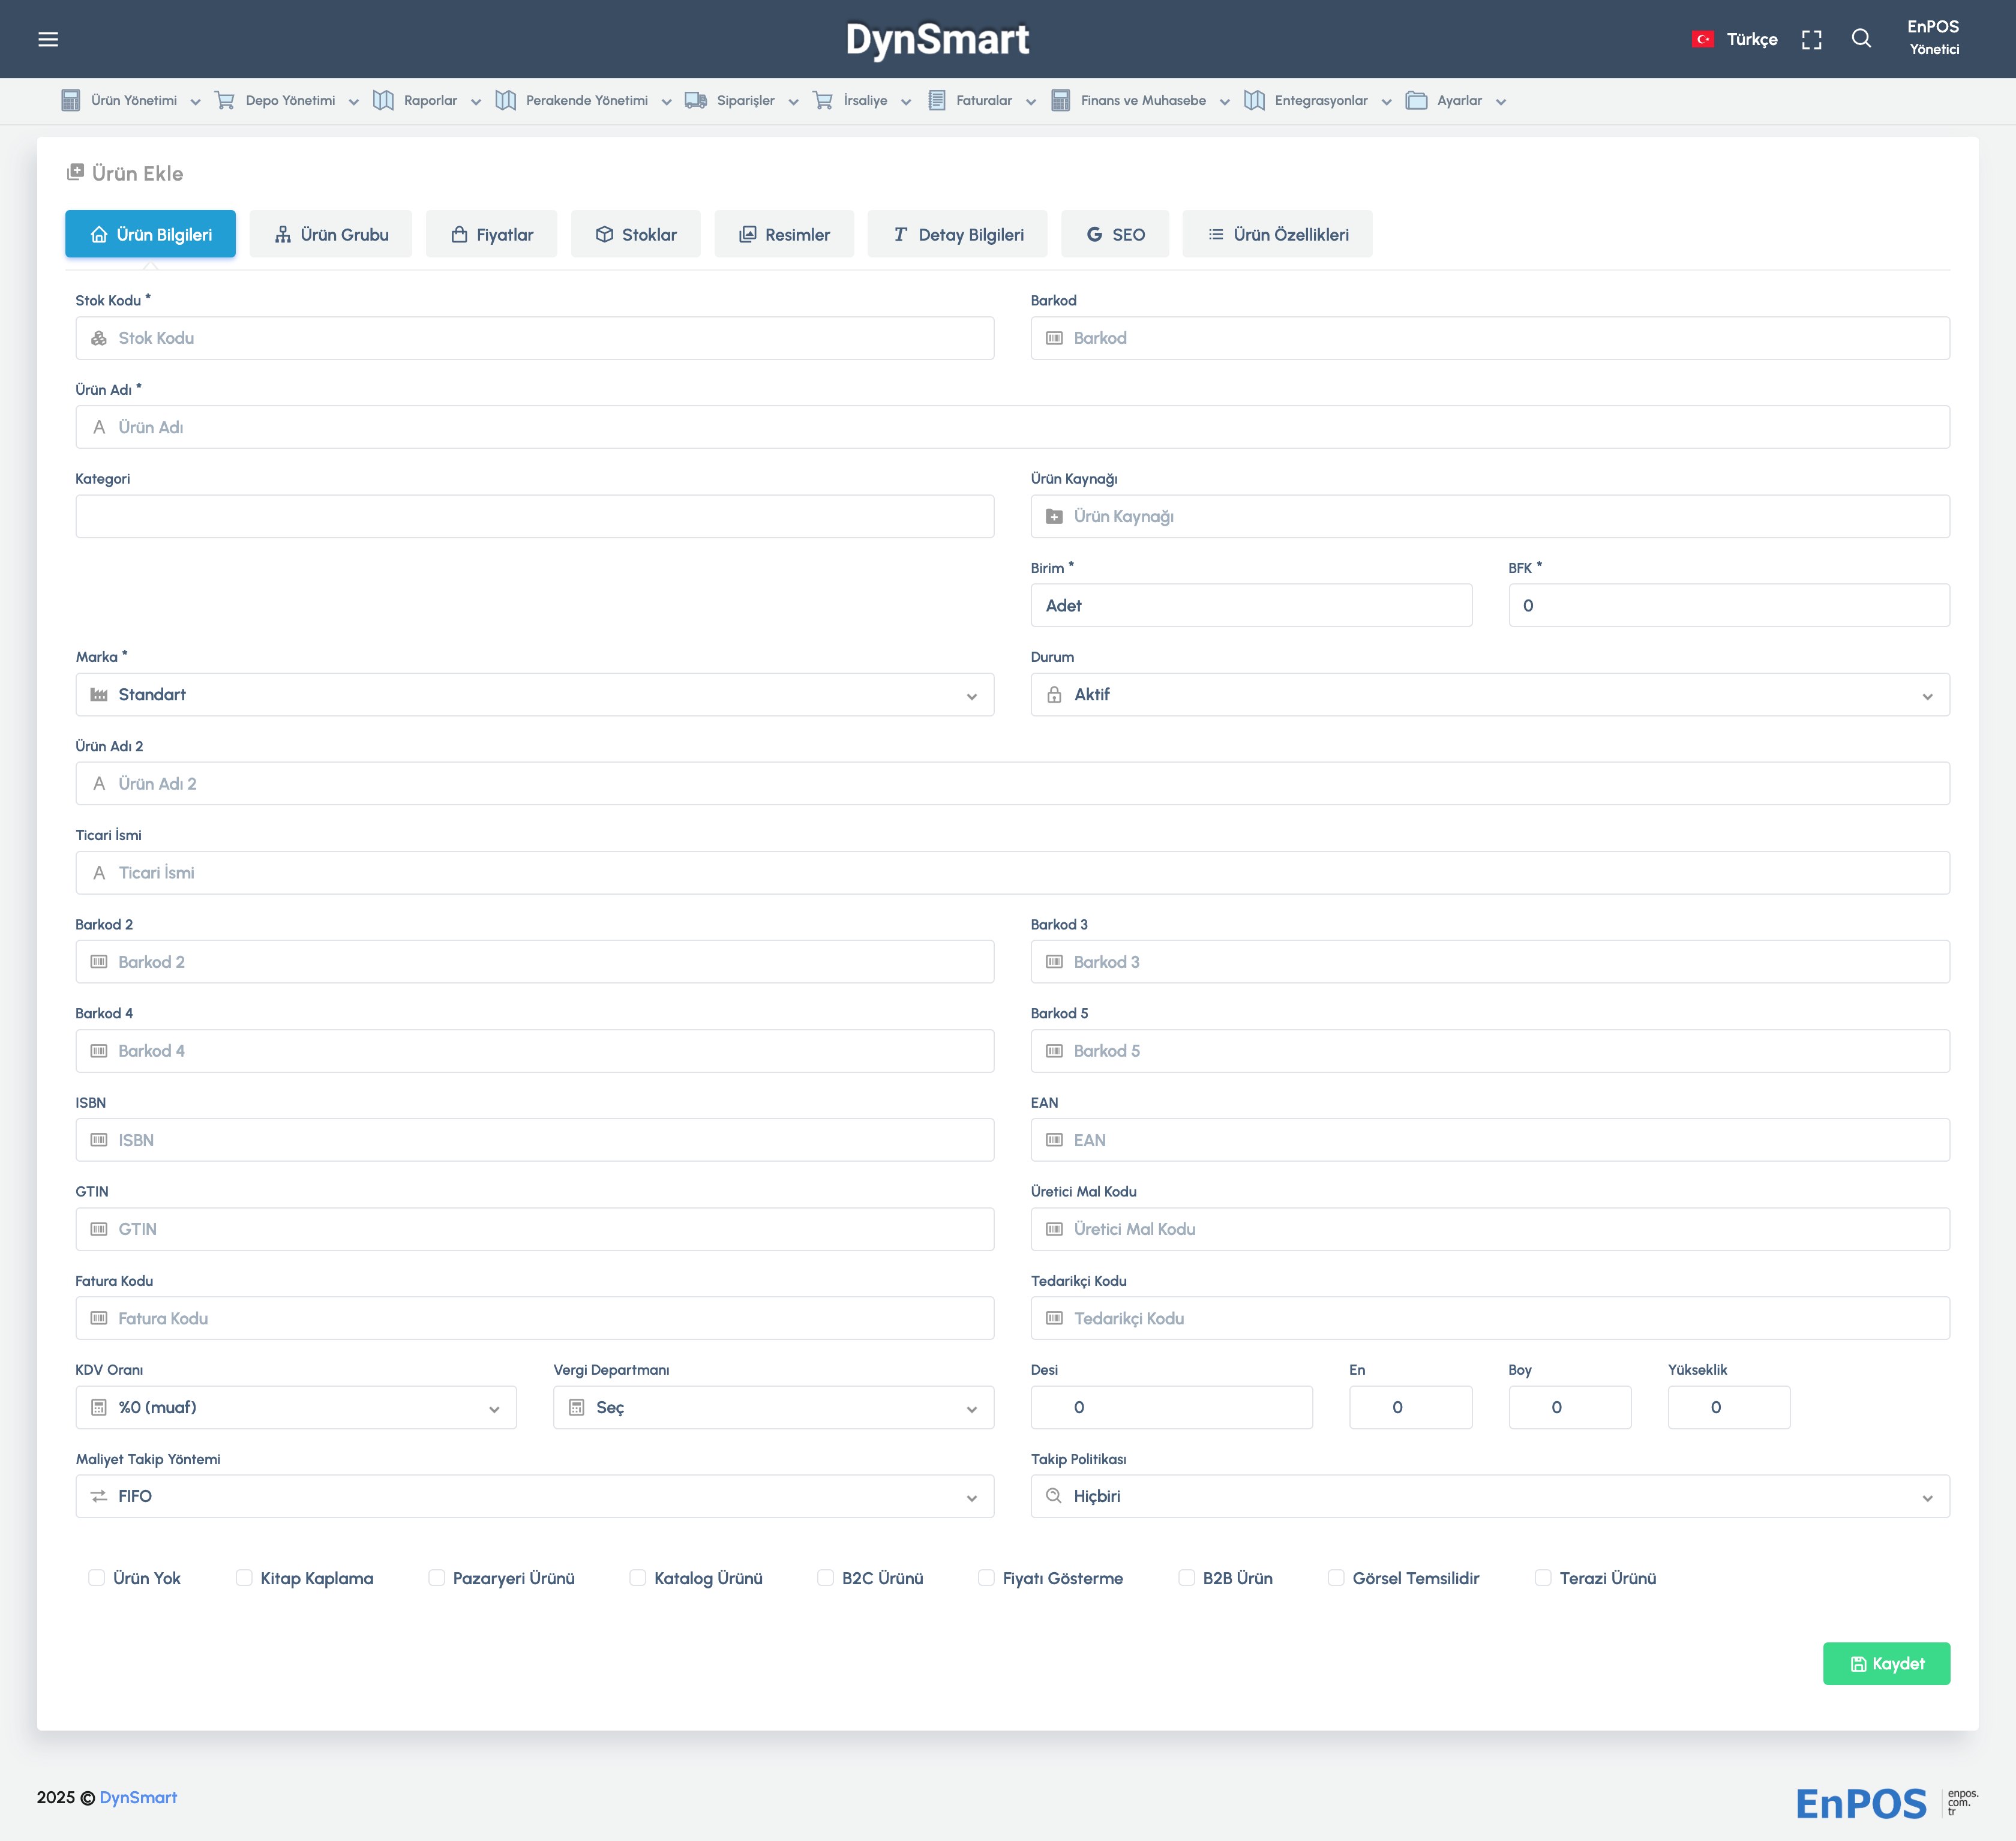 DynSmart
Türkçe
EnPOS
Yönetici
Ürün Yönetimi Depo Yönetimi Raporlar Perakende Yönetimi Siparişler İrsaliye Faturalar Finans ve Muhasebe Entegrasyonlar Ayarlar
Ürün Ekle
Ürün Bilgileri Ürün Grubu Fiyatlar Stoklar Resimler Detay Bilgileri SEO Ürün Özellikleri
Stok Kodu * Barkod
Stok Kodu Barkod
Ürün Adı *
Ürün Adı
Kategori Ürün Kaynağı
Ürün Kaynağı
Birim * BFK *
Adet 0
Marka * Durum
Standart Aktif
Ürün Adı 2
Ürün Adı 2
Ticari İsmi
Ticari İsmi
Barkod 2 Barkod 3
Barkod 2 Barkod 3
Barkod 4 Barkod 5
Barkod 4 Barkod 5
ISBN EAN
ISBN EAN
GTIN Üretici Mal Kodu
GTIN Üretici Mal Kodu
Fatura Kodu Tedarikçi Kodu
Fatura Kodu Tedarikçi Kodu
KDV Oranı Vergi Departmanı Desi En Boy Yükseklik
%0 (muaf) Seç 0 0 0 0
Maliyet Takip Yöntemi Takip Politikası
FIFO Hiçbiri
Ürün Yok Kitap Kaplama Pazaryeri Ürünü Katalog Ürünü B2C Ürünü Fiyatı Gösterme B2B Ürün Görsel Temsilidir Terazi Ürünü
Kaydet
2025 © DynSmart
EnPOS
enpos.
com.
tr